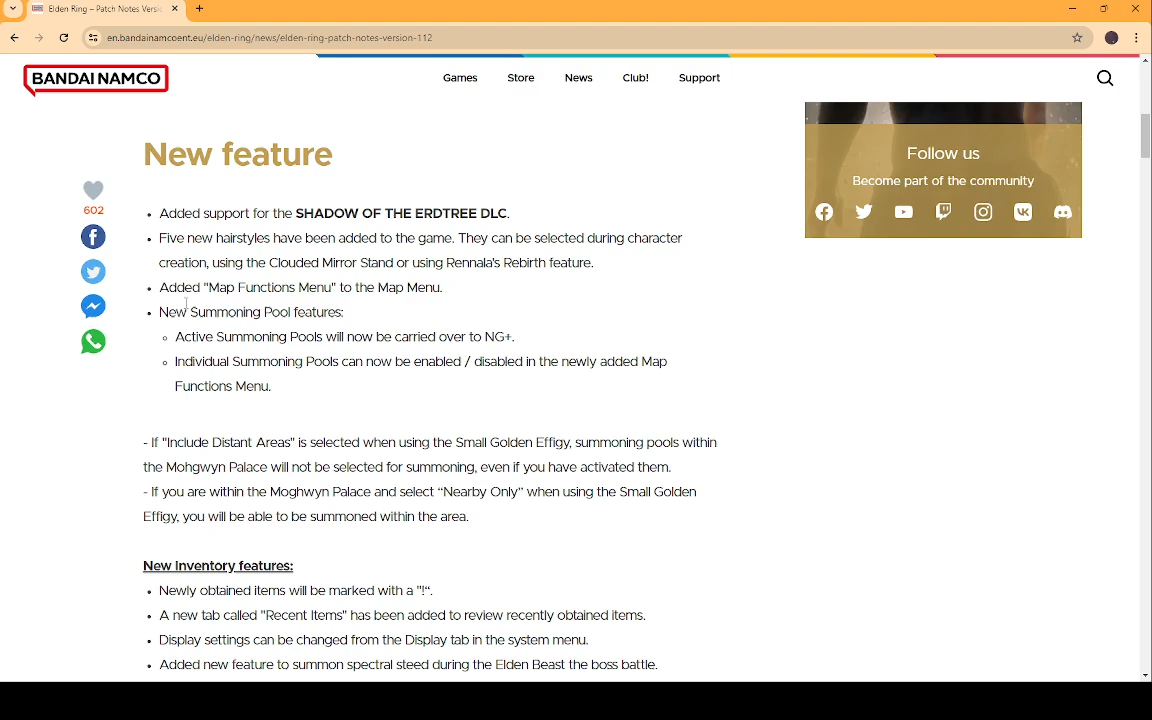 Elden Ring – Patch Notes Versio
en.bandainamcoent.eu/elden-ring/news/elden-ring-patch-notes-version-112
BANDAI NAMCO
Games Store News Club! Support
New feature
Follow us
Become part of the community
602
• Added support for the SHADOW OF THE ERDTREE DLC.
• Five new hairstyles have been added to the game. They can be selected during character
creation, using the Clouded Mirror Stand or using Rennala's Rebirth feature.
• Added "Map Functions Menu" to the Map Menu.
• New Summoning Pool features:
◦ Active Summoning Pools will now be carried over to NG+.
◦ Individual Summoning Pools can now be enabled / disabled in the newly added Map
Functions Menu.
- If "Include Distant Areas" is selected when using the Small Golden Effigy, summoning pools within
the Mohgwyn Palace will not be selected for summoning, even if you have activated them.
- If you are within the Moghwyn Palace and select “Nearby Only” when using the Small Golden
Effigy, you will be able to be summoned within the area.
New Inventory features:
• Newly obtained items will be marked with a "!“.
• A new tab called "Recent Items" has been added to review recently obtained items.
• Display settings can be changed from the Display tab in the system menu.
• Added new feature to summon spectral steed during the Elden Beast the boss battle.